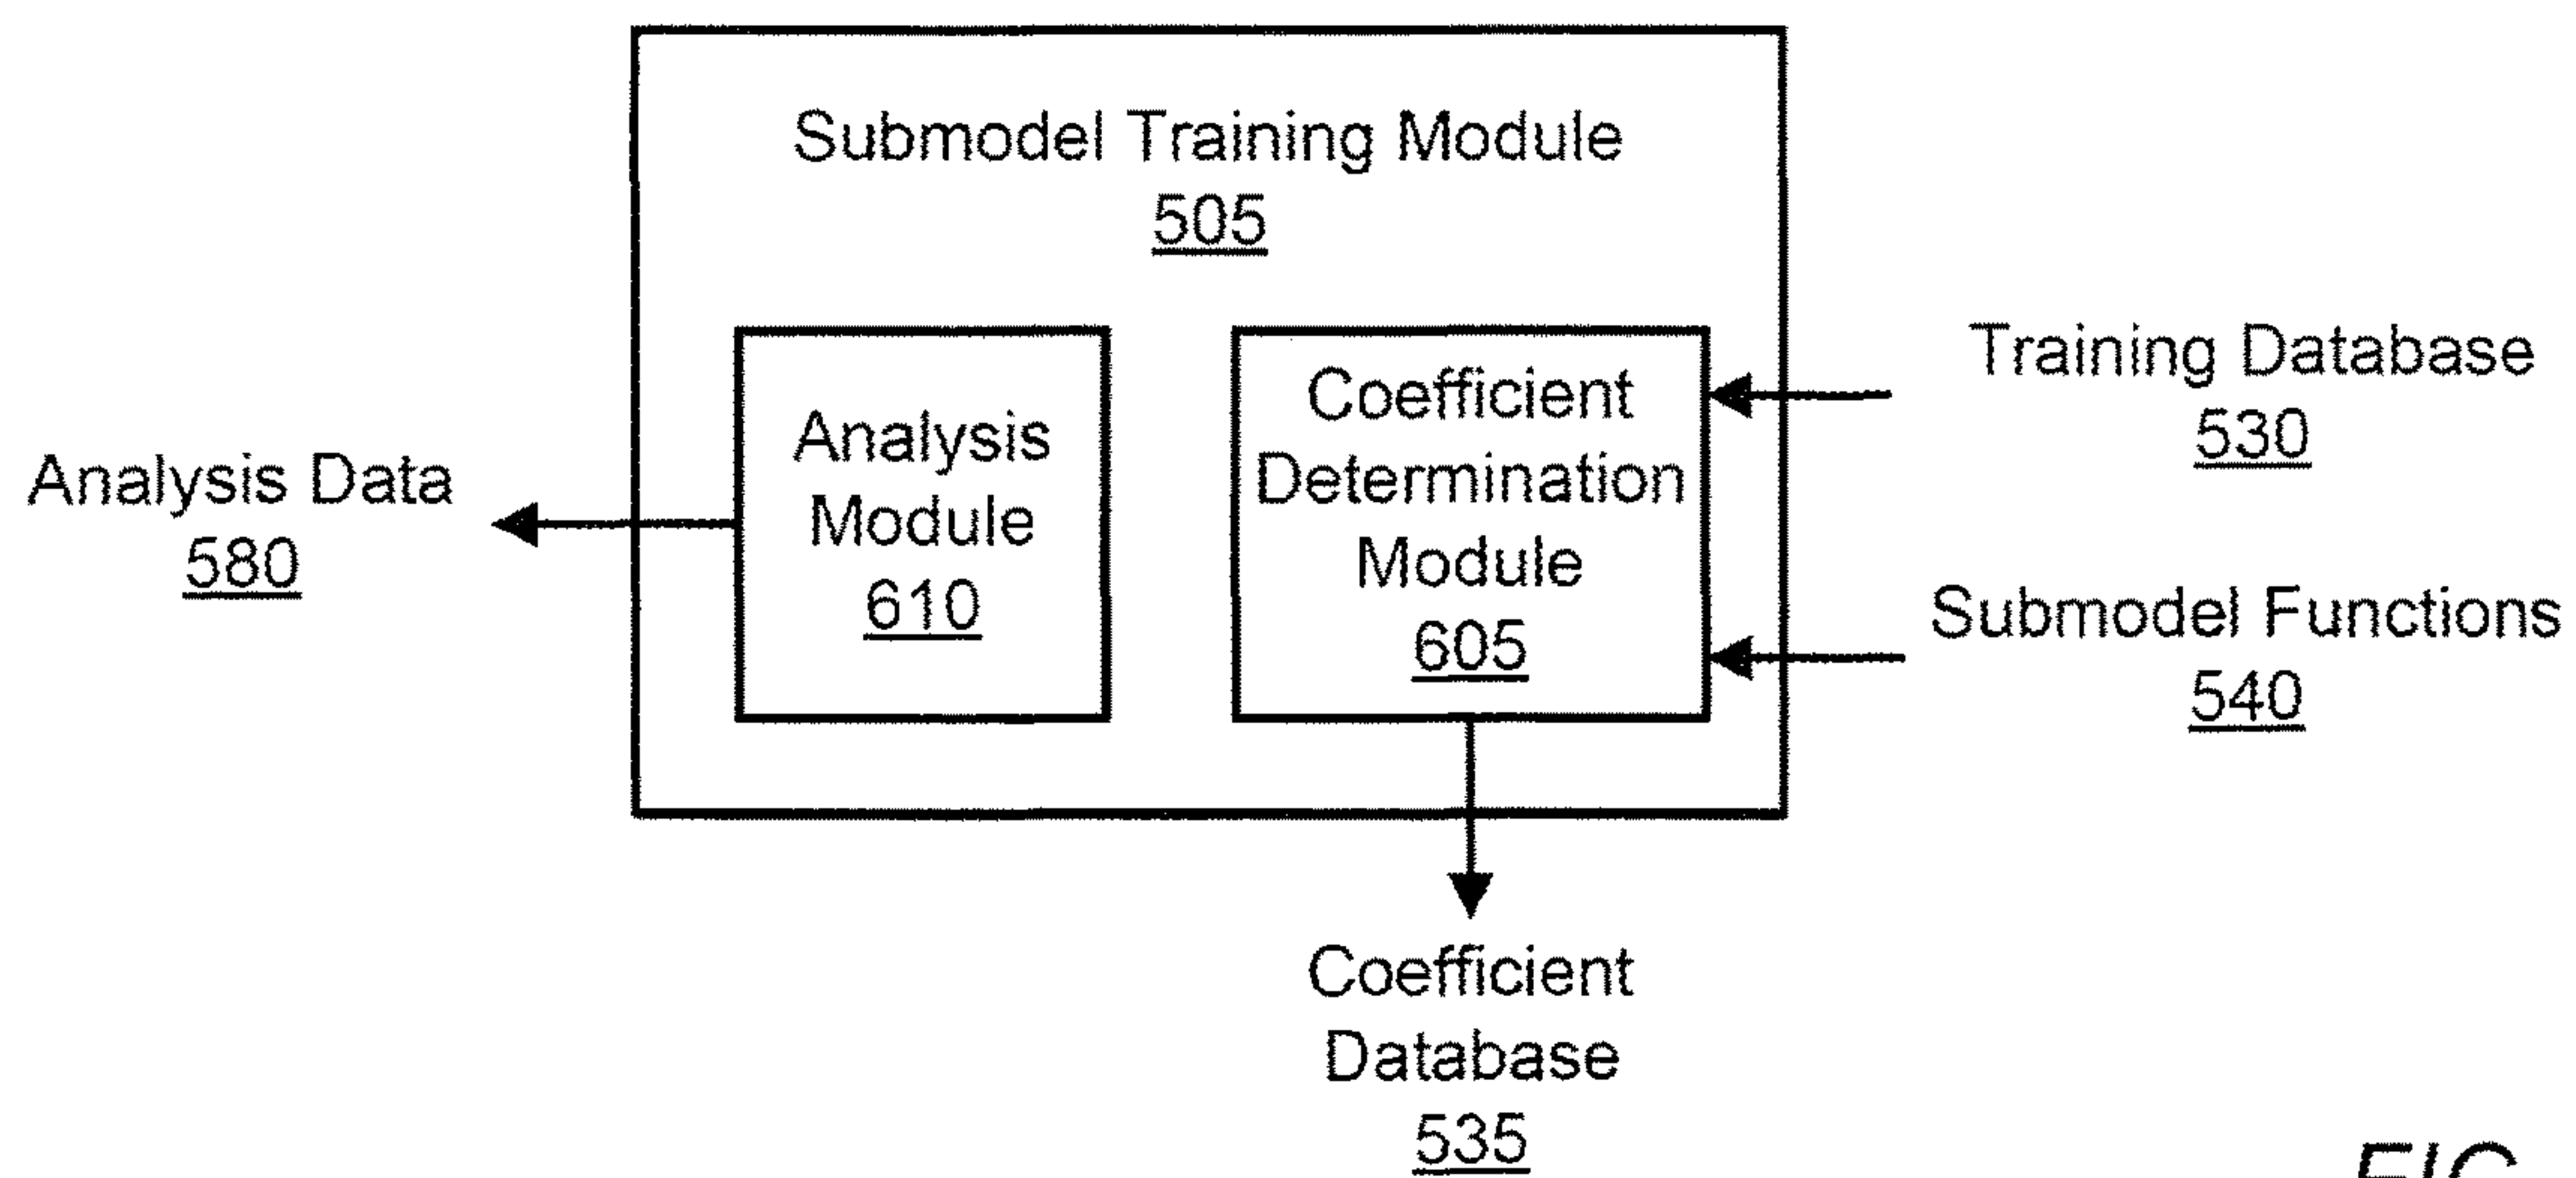 Submodel Training Module
505
Analysis Data
580
Analysis
Module
610
Coefficient
Determination
Module
605
Training Database
530
Submodel Functions
540
Coefficient
Database
535
FIG